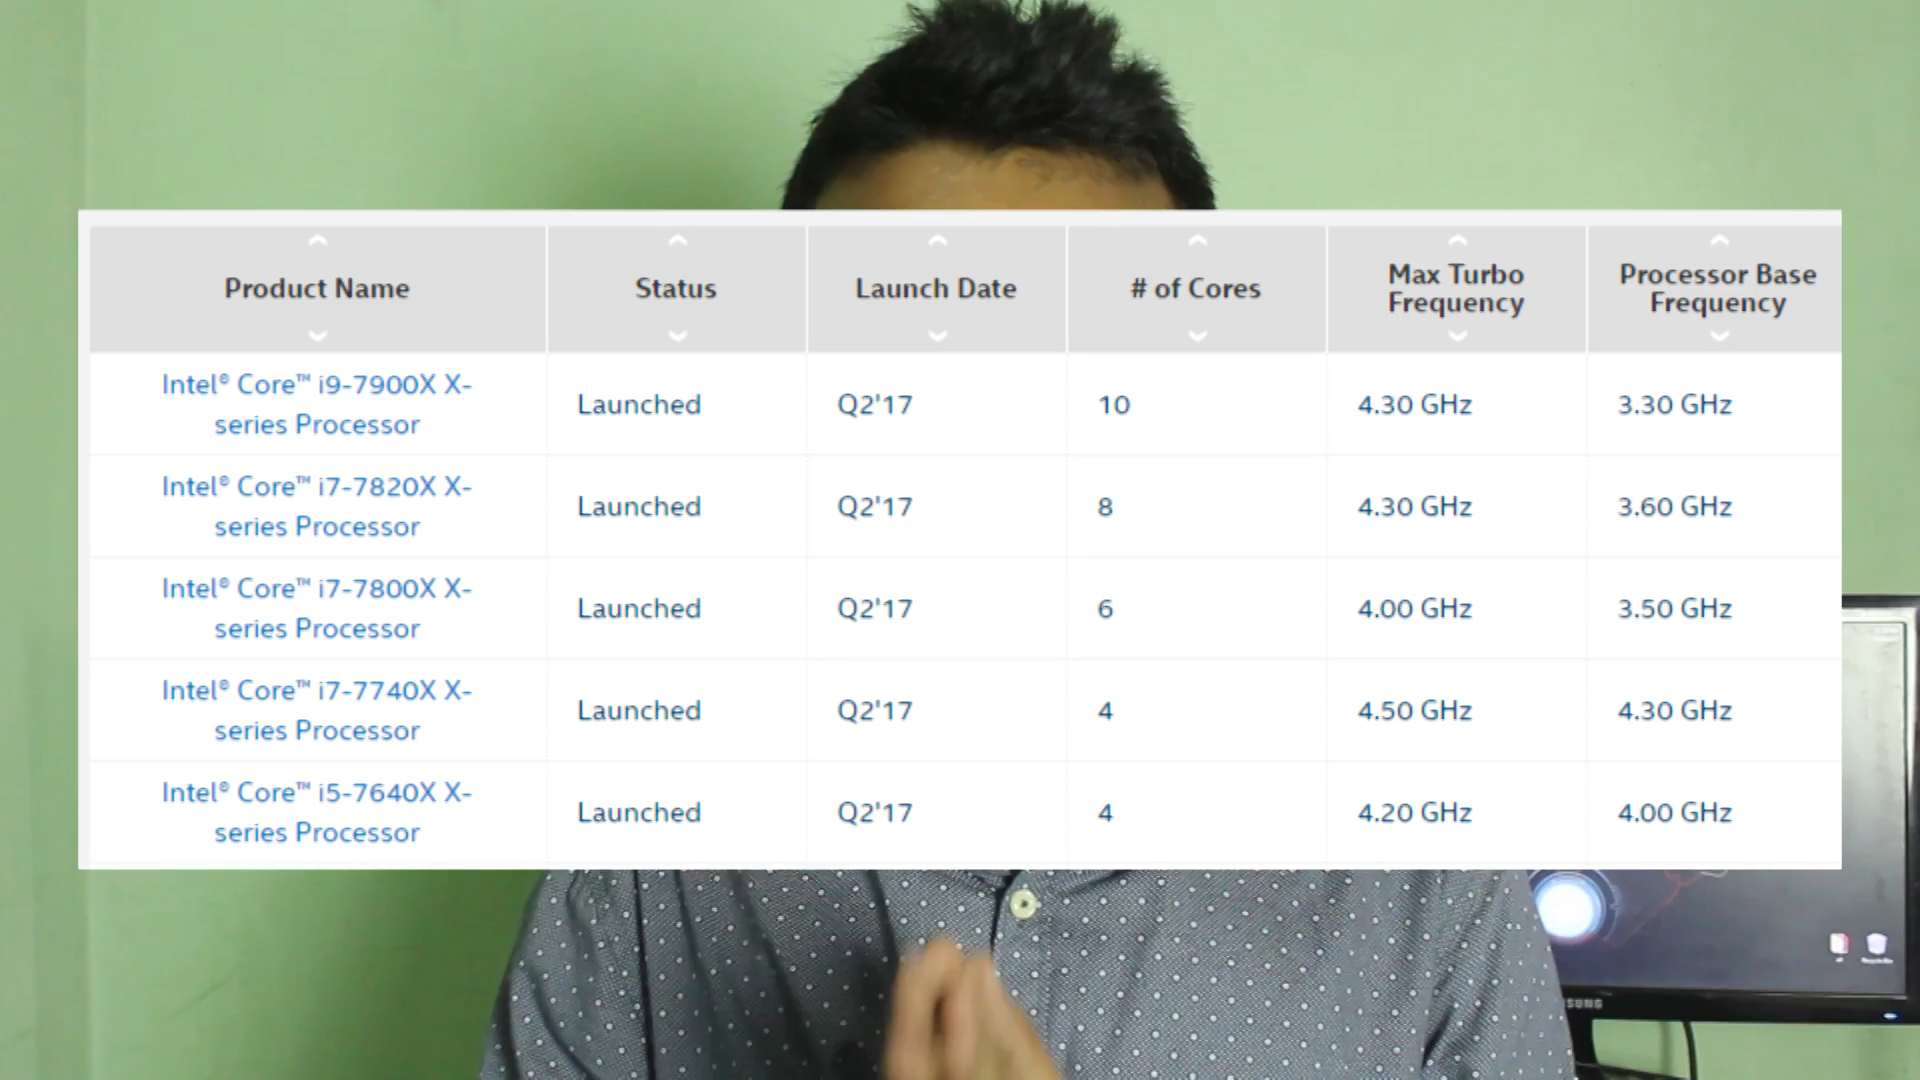 Product Name
Status
Launch Date
# of Cores
Max Turbo
Frequency
Processor Base
Frequency
Intel® Core™ i9-7900X X-
series Processor
Launched
Q2'17
10
4.30 GHz
3.30 GHz
Intel® Core™ i7-7820X X-
series Processor
Launched
Q2'17
8
4.30 GHz
3.60 GHz
Intel® Core™ i7-7800X X-
series Processor
Launched
Q2'17
6
4.00 GHz
3.50 GHz
Intel® Core™ i7-7740X X-
series Processor
Launched
Q2'17
4
4.50 GHz
4.30 GHz
Intel® Core™ i5-7640X X-
series Processor
Launched
Q2'17
4
4.20 GHz
4.00 GHz
SUNG